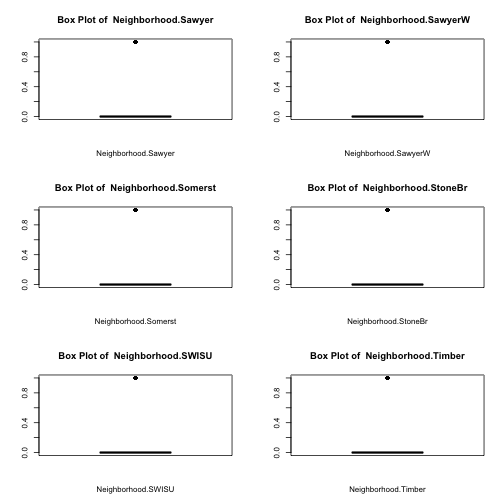 Box Plot of  Neighborhood.Sawyer
0.8
0.4
0.0
Neighborhood.Sawyer
Box Plot of  Neighborhood.SawyerW
0.8
0.4
0.0
Neighborhood.SawyerW
Box Plot of  Neighborhood.Somerst
0.8
0.4
0.0
Neighborhood.Somerst
Box Plot of  Neighborhood.StoneBr
0.8
0.4
0.0
Neighborhood.StoneBr
Box Plot of  Neighborhood.SWISU
0.8
0.4
0.0
Neighborhood.SWISU
Box Plot of  Neighborhood.Timber
0.8
0.4
0.0
Neighborhood.Timber